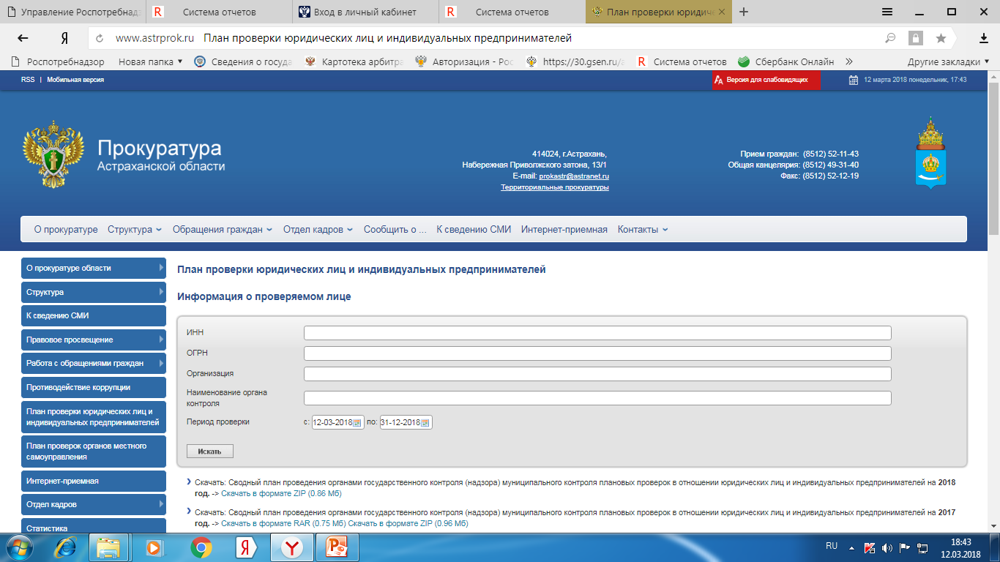 Управление Роспотребнад
Система отчетов
Вход в личный кабинет
Система отчетов
План проверки юридиче
www.astrprok.ru План проверки юридических лиц и индивидуальных предпринимателей
Роспотребнадзор
Новая папка
Сведения о госуда
Картотека арбитра
Авторизация - Рос
https://30.gsen.ru/a
Система отчетов
Сбербанк Онлайн
Другие закладки
RSS | Мобильная версия
Версия для слабовидящих
12 марта 2018 понедельник, 17:43
Прокуратура
Астраханской области
414024, г.Астрахань,
Набережная Приволжского затона, 13/1
E-mail: prokastr@astranet.ru
Территориальные прокуратуры
Прием граждан: (8512) 52-11-43
Общая канцелярия: (8512) 49-31-40
Факс: (8512) 52-12-19
О прокуратуре Структура Обращения граждан Отдел кадров Сообщить о ... К сведению СМИ Интернет-приемная Контакты
О прокуратуре области
Структура
К сведению СМИ
Правовое просвещение
Работа с обращениями граждан
Противодействие коррупции
План проверки юридических лиц и
индивидуальных предпринимателей
План проверок органов местного
самоуправления
Интернет-приемная
Отдел кадров
Статистика
План проверки юридических лиц и индивидуальных предпринимателей
Информация о проверяемом лице
ИНН
ОГРН
Организация
Наименование органа
контроля
Период проверки с: 12-03-2018 по: 31-12-2018
Искать
Скачать: Сводный план проведения органами государственного контроля (надзора) муниципального контроля плановых проверок в отношении юридических лиц и индивидуальных предпринимателей на 2018
год. -> Скачать в формате ZIP (0.86 Мб)
Скачать: Сводный план проведения органами государственного контроля (надзора) муниципального контроля плановых проверок в отношении юридических лиц и индивидуальных предпринимателей на 2017
год. -> Скачать в формате RAR (0.75 Мб) Скачать в формате ZIP (0.96 Мб)
RU
18:43
12.03.2018